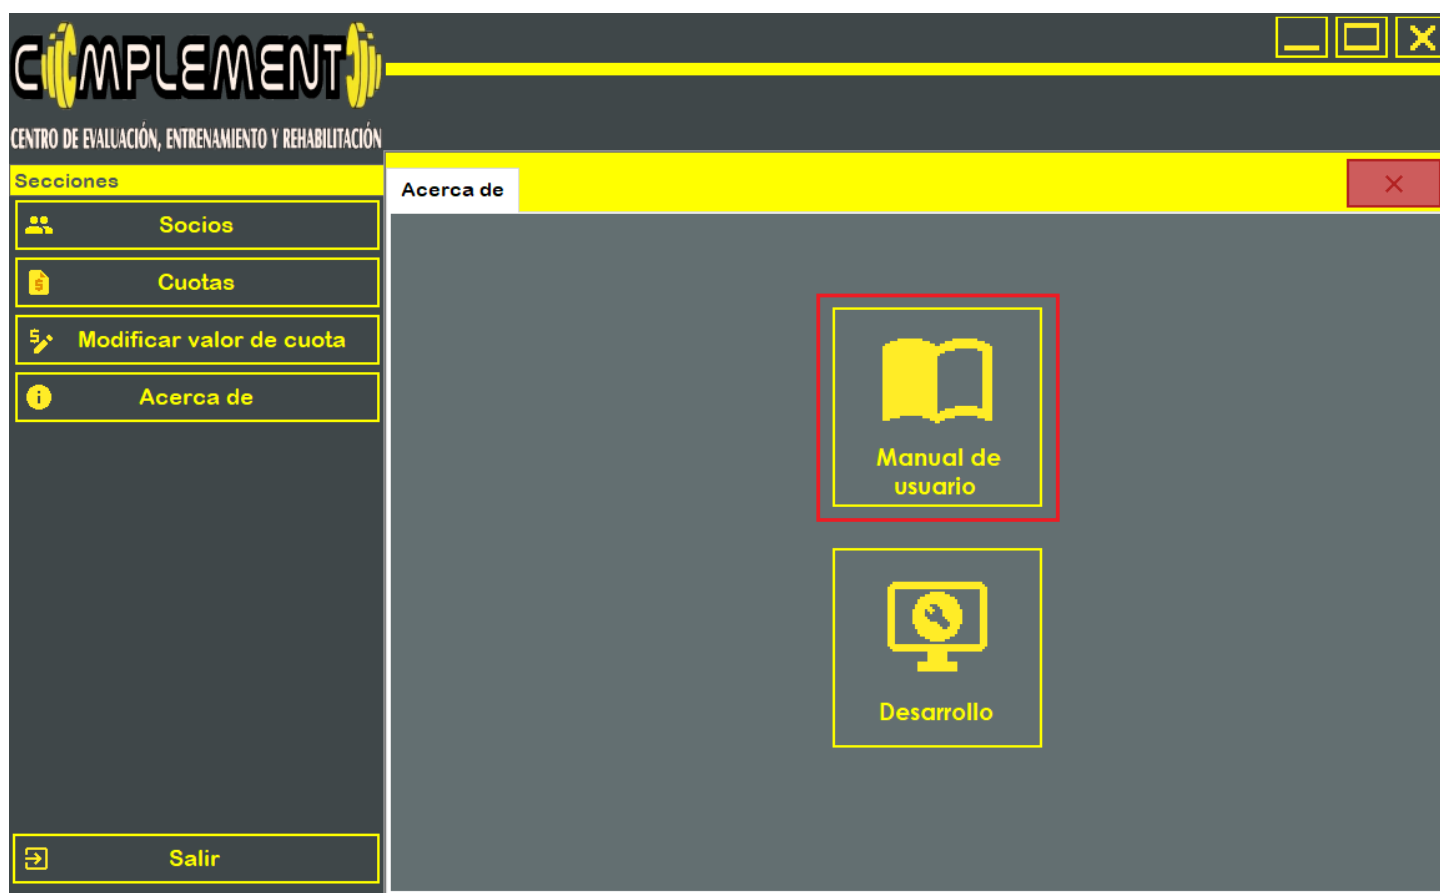 COMPLEMENTO
CENTRO DE EVALUACIÓN, ENTRENAMIENTO Y REHABILITACIÓN
Secciones
Socios
Cuotas
Modificar valor de cuota
Acerca de
Salir
Acerca de
Manual de
usuario
Desarrollo